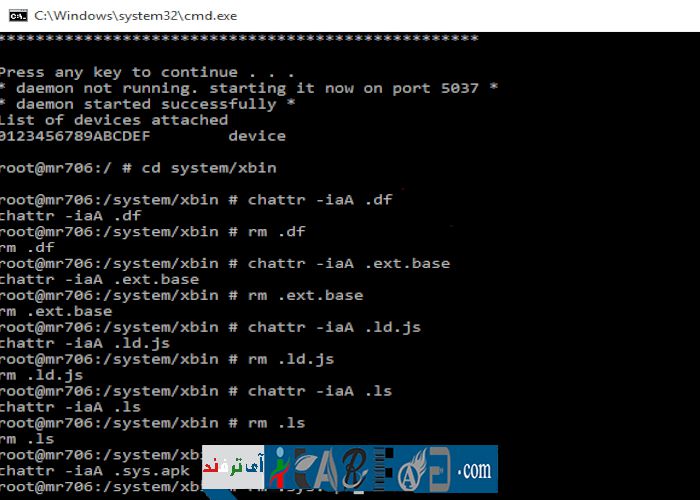 C:\Windows\system32\cmd.exe
**************************************************
Press any key to continue . . .
* daemon not running. starting it now on port 5037 *
* daemon started successfully *
List of devices attached
0123456789ABCDEF        device
root@mr706:/ # cd system/xbin
root@mr706:/system/xbin # chattr -iaA .df
chattr -iaA .df
root@mr706:/system/xbin # rm .df
rm .df
root@mr706:/system/xbin # chattr -iaA .ext.base
chattr -iaA .ext.base
root@mr706:/system/xbin # rm .ext.base
rm .ext.base
root@mr706:/system/xbin # chattr -iaA .ld.js
chattr -iaA .ld.js
root@mr706:/system/xbin # rm .ld.js
rm .ld.js
root@mr706:/system/xbin # chattr -iaA .ls
chattr -iaA .ls
root@mr706:/system/xbin # rm .ls
rm .ls
root@mr706:/system/xbi
chattr -iaA .sys.apk
root@mr706:/system/xbi
آی ترفند
.com